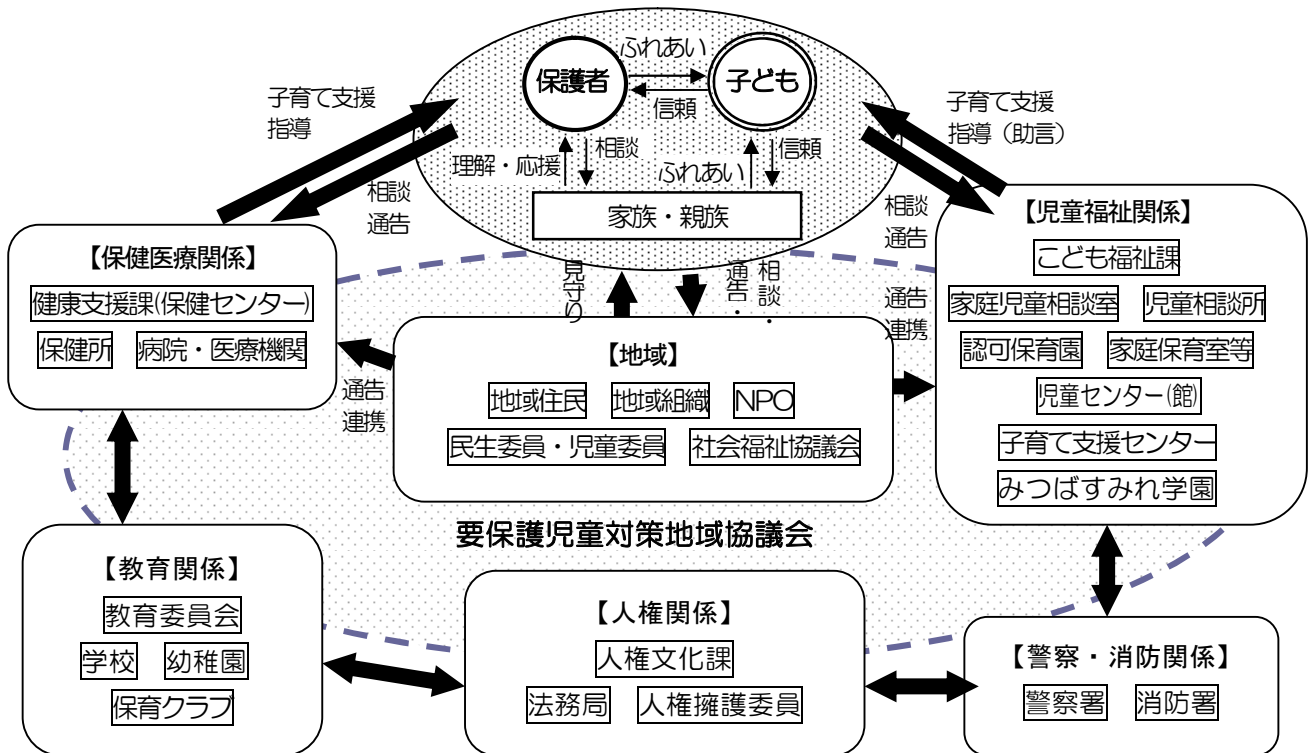 ふれあい
保護者
子ども
信頼
子育て支援
指導
子育て支援
指導（助言）
理解・応援
相談
ふれあい
信頼
家族・親族
相談
通告
相談
通告
【保健医療関係】
健康支援課(保健センター)
保健所 病院・医療機関
見守り
相談・
通告・
通告
連携
【児童福祉関係】
こども福祉課
家庭児童相談室 児童相談所
認可保育園 家庭保育室等
児童センター(館)
子育て支援センター
みつばすみれ学園
通告
連携
【地域】
地域住民 地域組織 NPO
民生委員・児童委員 社会福祉協議会
要保護児童対策地域協議会
【教育関係】
教育委員会
学校 幼稚園
保育クラブ
【人権関係】
人権文化課
法務局 人権擁護委員
【警察・消防関係】
警察署 消防署